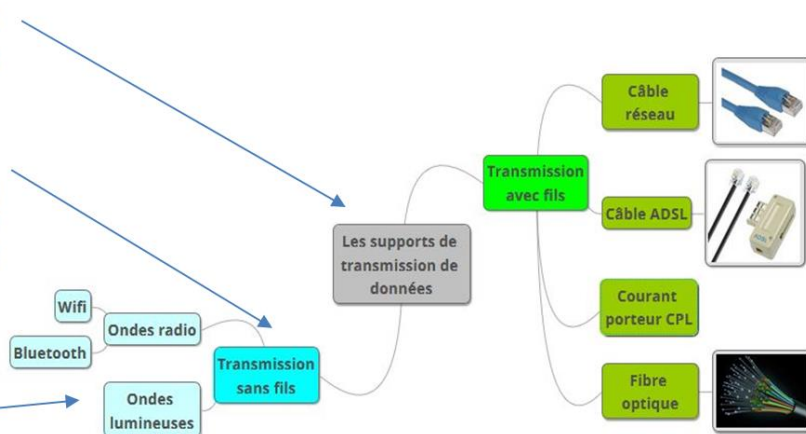 Câble
réseau
Transmission
avec fils
Câble ADSL
ADSL
Les supports de
transmission de
données
Courant
porteur CPL
Wifi
Ondes radio
Bluetooth
Transmission
sans fils
Fibre
optique
Ondes
lumineuses